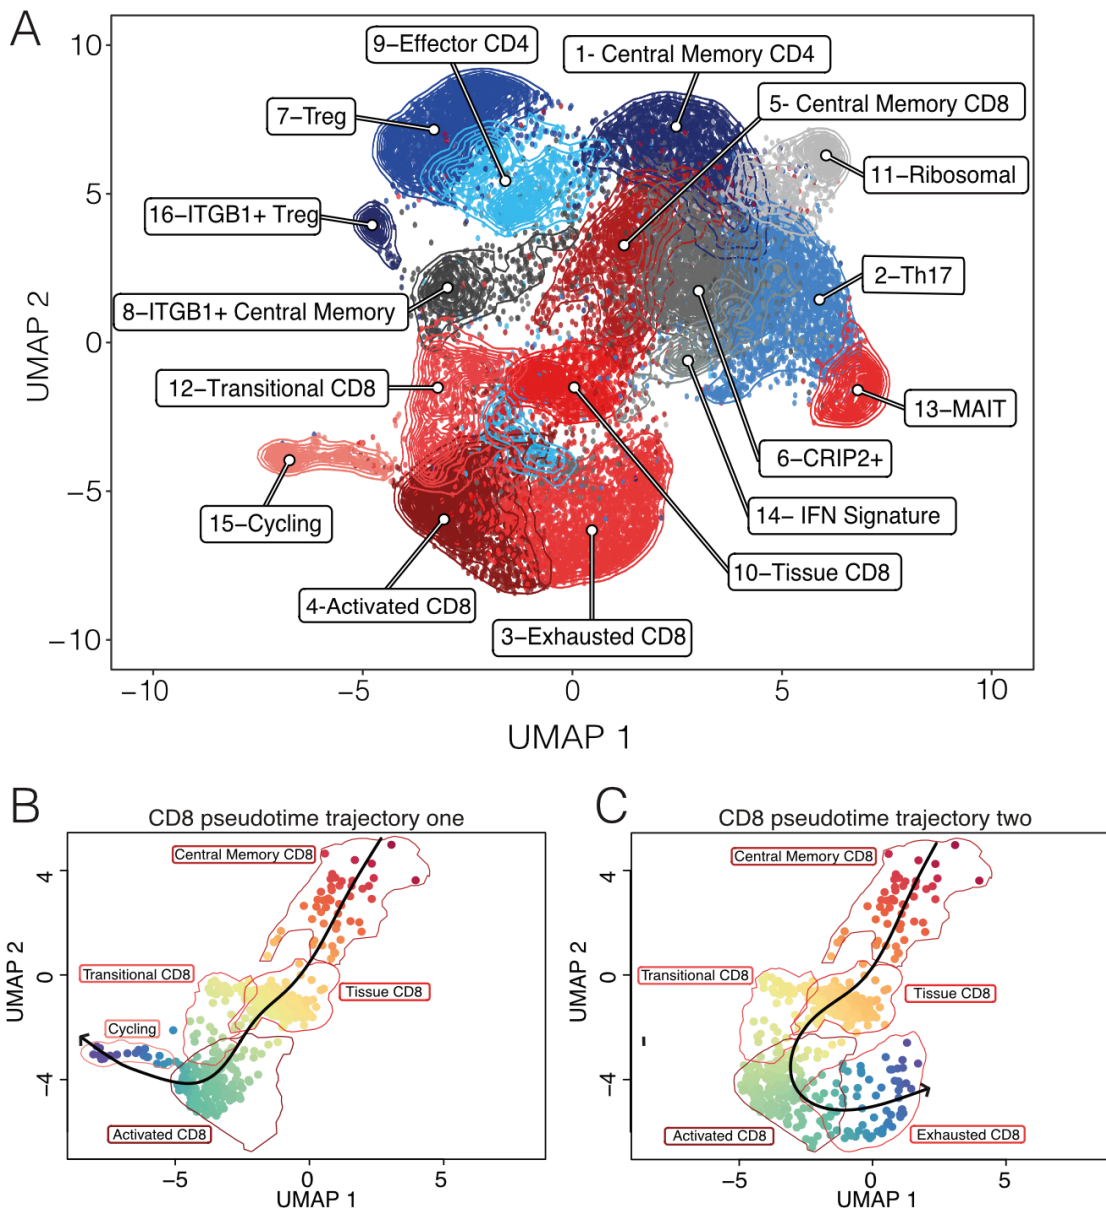 A
9–Effector CD4
1- Central Memory CD4
5- Central Memory CD8
7–Treg
11–Ribosomal
16–ITGB1+ Treg
2–Th17
8–ITGB1+ Central Memory
12–Transitional CD8
13–MAIT
6–CRIP2+
15–Cycling
14– IFN Signature
10–Tissue CD8
4-Activated CD8
3–Exhausted CD8
10
5
0
−5
−10
UMAP 2
−10
−5
0
5
10
UMAP 1
B
CD8 pseudotime trajectory one
Central Memory CD8
Transitional CD8
Tissue CD8
Cycling
Activated CD8
4
0
−4
UMAP 2
−5
0
5
UMAP 1
C
CD8 pseudotime trajectory two
Central Memory CD8
Transitional CD8
Tissue CD8
Activated CD8
Exhausted CD8
4
0
−4
UMAP 2
−5
0
5
UMAP 1